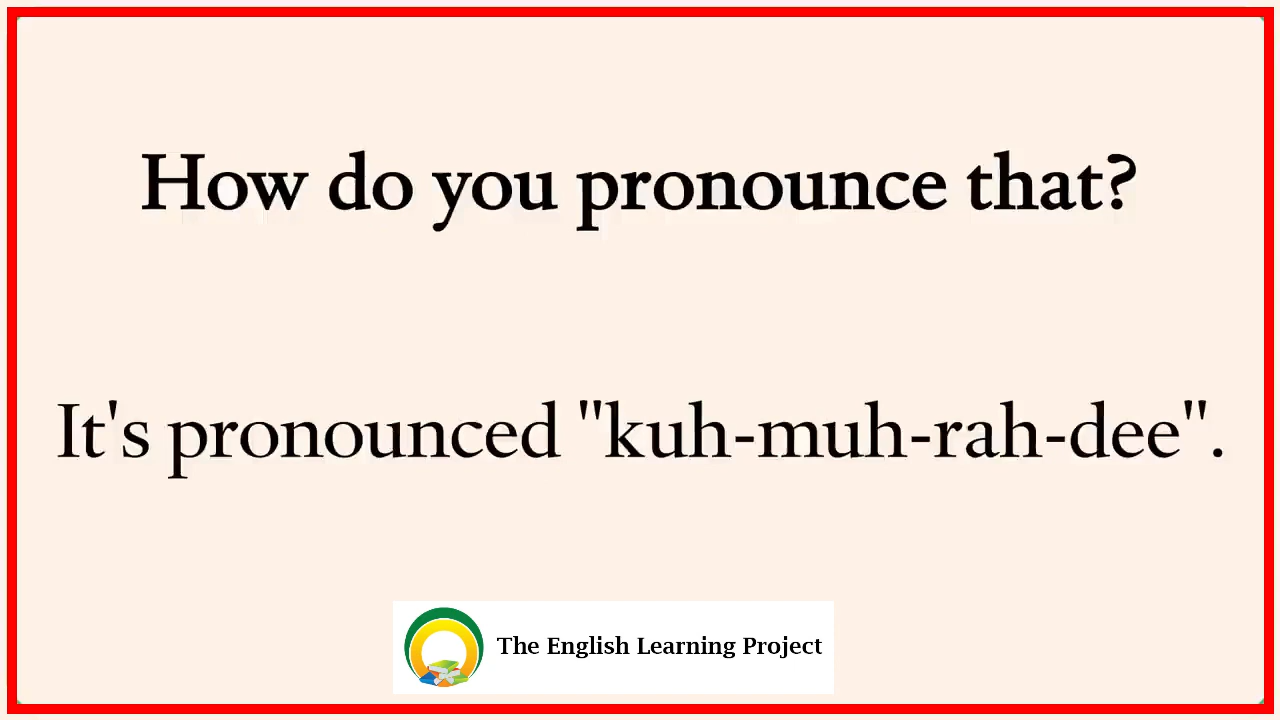 How do you pronounce that?
It's pronounced "kuh-muh-rah-dee".
The English Learning Project